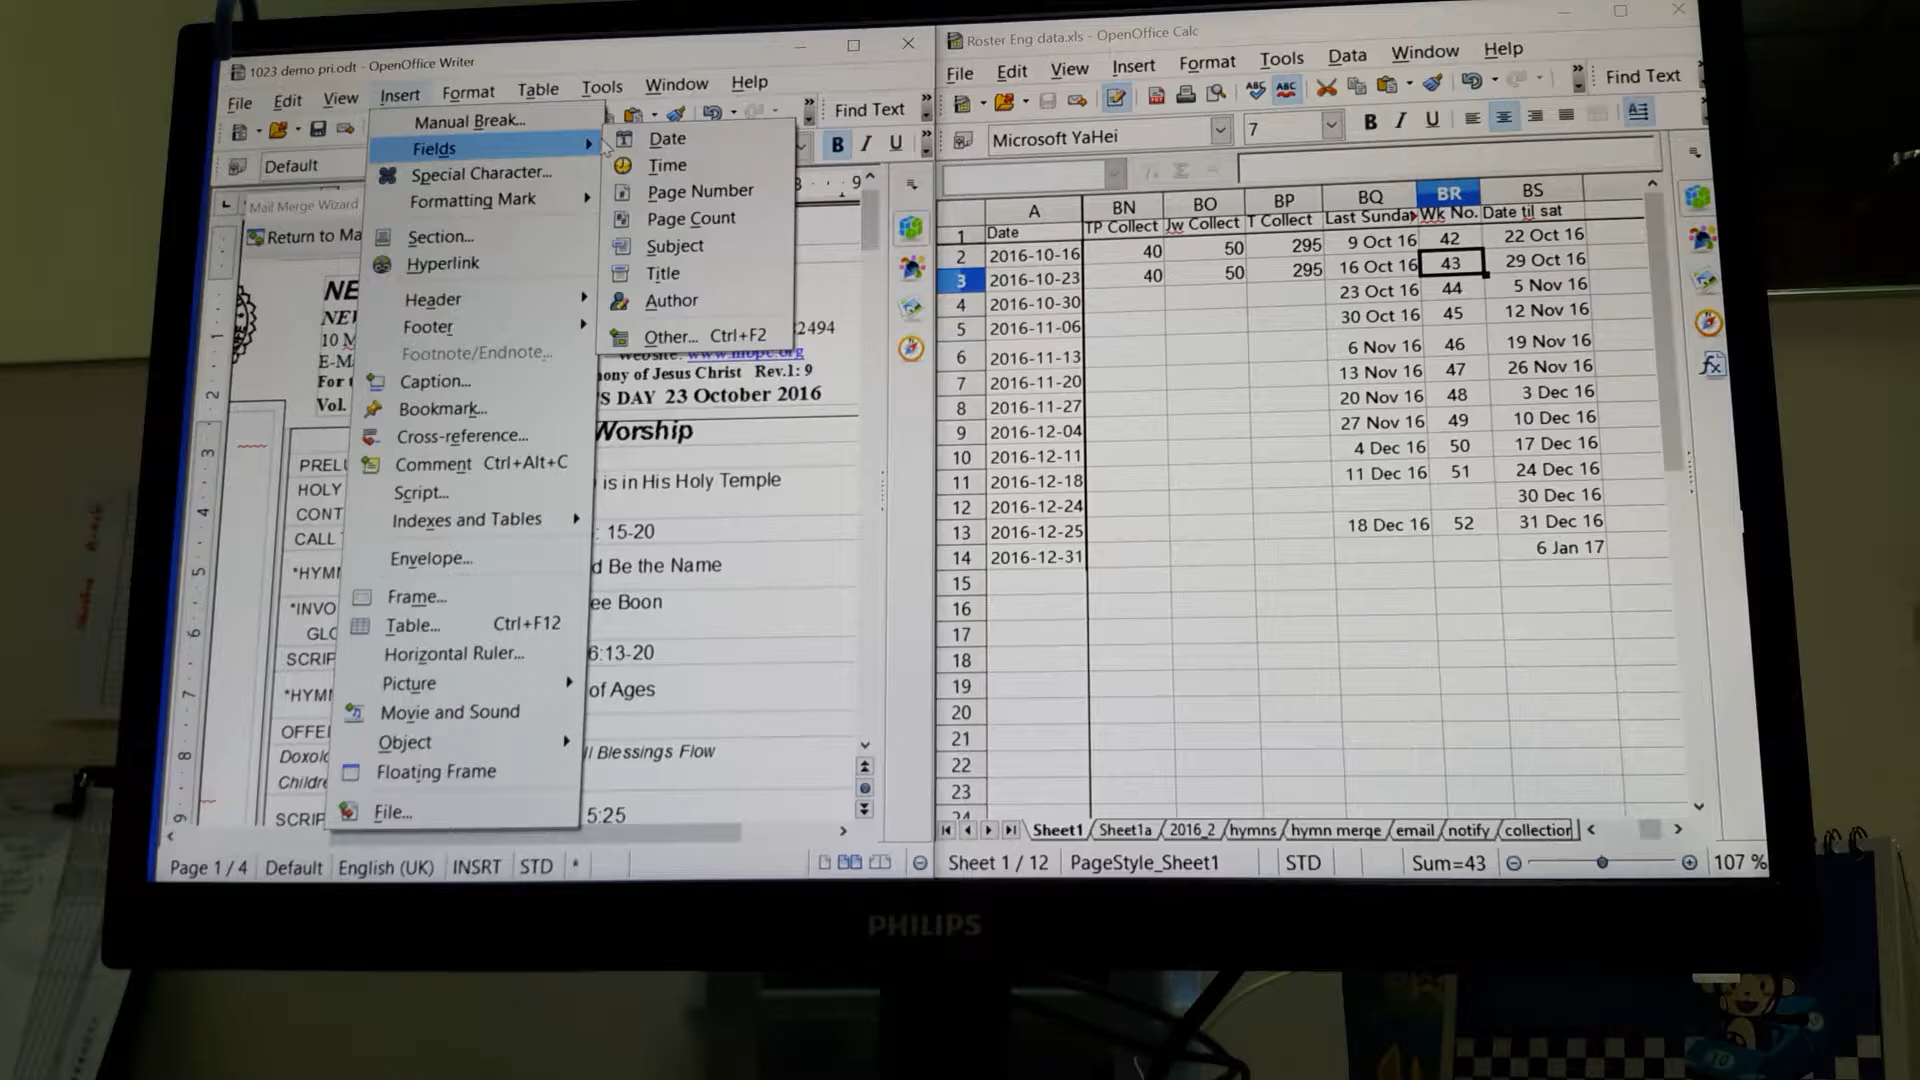 1023 demo pri.odt - OpenOffice Writer
File Edit View Insert Format Table Tools Window Help
Find Text
Default
B I U
Mail Merge Wizard
Return to Ma
Manual Break...
Fields
Special Character...
Formatting Mark
Section...
Hyperlink
Header
Footer
Footnote/Endnote...
Caption...
Bookmark...
Cross-reference...
Comment Ctrl+Alt+C
Script...
Indexes and Tables
Envelope...
Frame...
Table... Ctrl+F12
Horizontal Ruler...
Picture
Movie and Sound
Object
Floating Frame
File...
Date
Time
Page Number
Page Count
Subject
Title
Author
Other... Ctrl+F2
NE
NE
10 M
E-Ma
For t
Vol.
2494
Website: www.nlbpc.org
ony of Jesus Christ Rev.1: 9
S DAY 23 October 2016
Worship
PREL
HOLY is in His Holy Temple
CONT
CALL : 15-20
*HYM d Be the Name
*INVO ee Boon
GLO
SCRIP 6:13-20
*HYM of Ages
OFFE
Doxol ll Blessings Flow
Childre
SCRIP 5:25
Page 1 / 4 Default English (UK) INSRT STD *
Roster Eng data.xls - OpenOffice Calc
File Edit View Insert Format Tools Data Window Help
Find Text
Microsoft YaHei 7 B I U
A BN BO BP BQ BR BS
1 Date TP Collect Jw Collect T Collect Last Sunda Wk No. Date til sat
2 2016-10-16 40 50 295 9 Oct 16 42 22 Oct 16
3 2016-10-23 40 50 295 16 Oct 16 43 29 Oct 16
4 2016-10-30 23 Oct 16 44 5 Nov 16
5 2016-11-06 30 Oct 16 45 12 Nov 16
6 2016-11-13 6 Nov 16 46 19 Nov 16
7 2016-11-20 13 Nov 16 47 26 Nov 16
8 2016-11-27 20 Nov 16 48 3 Dec 16
9 2016-12-04 27 Nov 16 49 10 Dec 16
10 2016-12-11 4 Dec 16 50 17 Dec 16
11 2016-12-18 11 Dec 16 51 24 Dec 16
12 2016-12-24 30 Dec 16
13 2016-12-25 18 Dec 16 52 31 Dec 16
14 2016-12-31 6 Jan 17
15
16
17
18
19
20
21
22
23
24
Sheet1 Sheet1a 2016_2 hymns hymn merge email notify collection
Sheet 1 / 12 PageStyle_Sheet1 STD Sum=43 107 %
PHILIPS
10